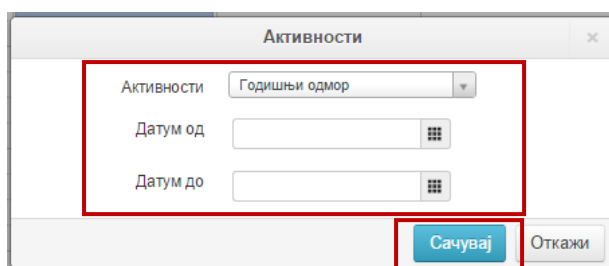 Активности
Активности Годишњи одмор
Датум од
Датум до
Сачувај Откажи